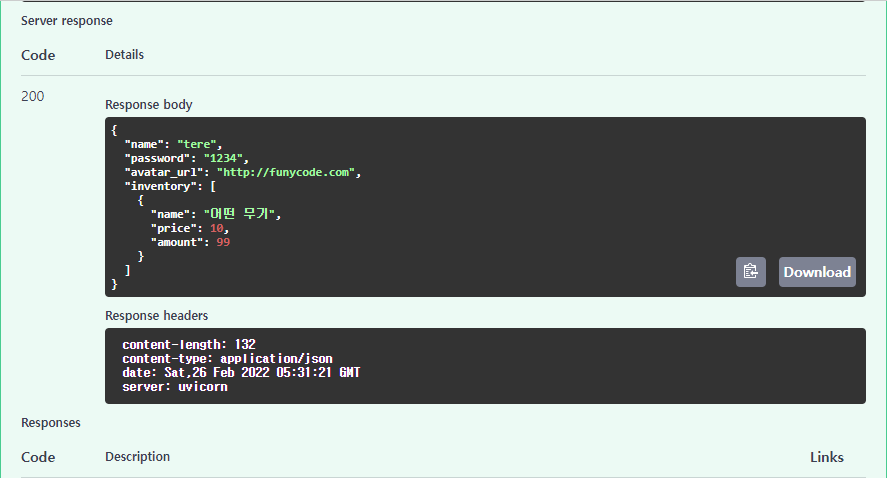 Server response
Code Details
200
Response body
{
  "name": "tere",
  "password": "1234",
  "avatar_url": "http://funycode.com",
  "inventory": [
    {
      "name": "어떤 무기",
      "price": 10,
      "amount": 99
    }
  ]
}
Download
Response headers
content-length: 132
content-type: application/json
date: Sat,26 Feb 2022 05:31:21 GMT
server: uvicorn
Responses
Code Description Links